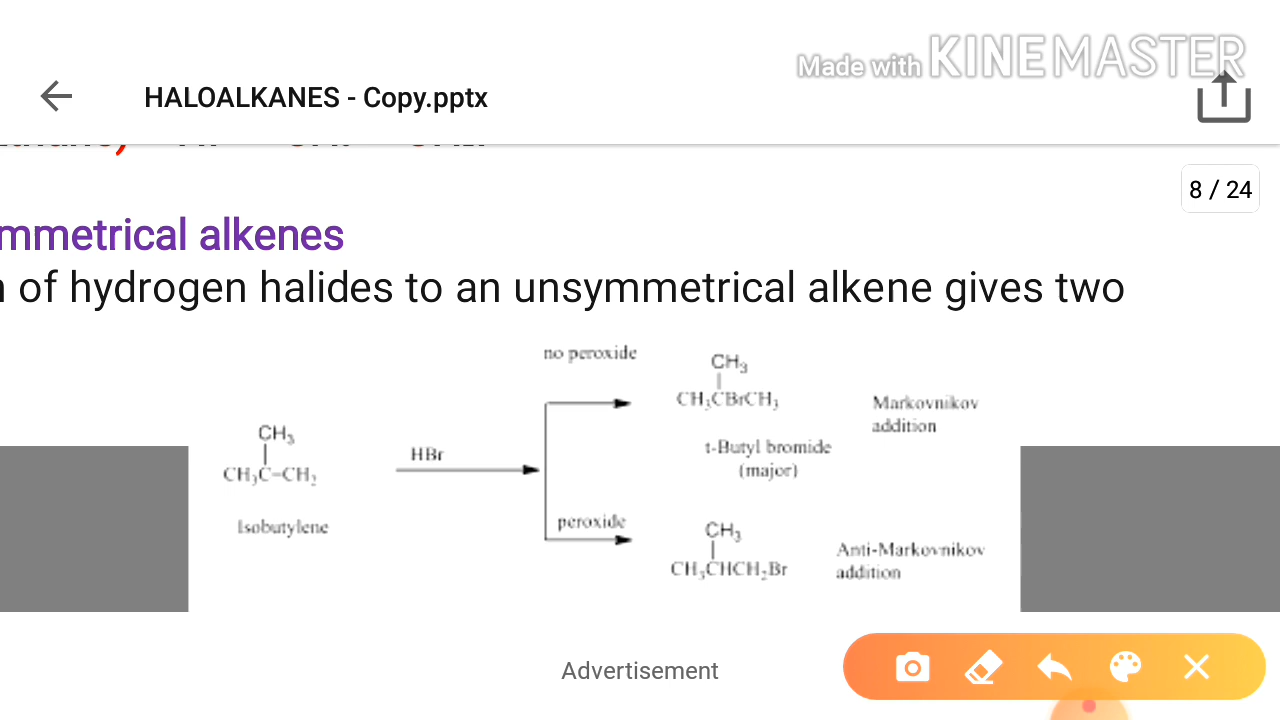 Made with KINEMASTER
HALOALKANES - Copy.pptx
8 / 24
mmetrical alkenes
of hydrogen halides to an unsymmetrical alkene gives two
no peroxide
CH3
CH3CBrCH3
Markovnikov
addition
t-Butyl bromide
(major)
CH3
CH3C-CH2
HBr
Isobutylene
peroxide
CH3
CH3CHCH2Br
Anti-Markovnikov
addition
Advertisement